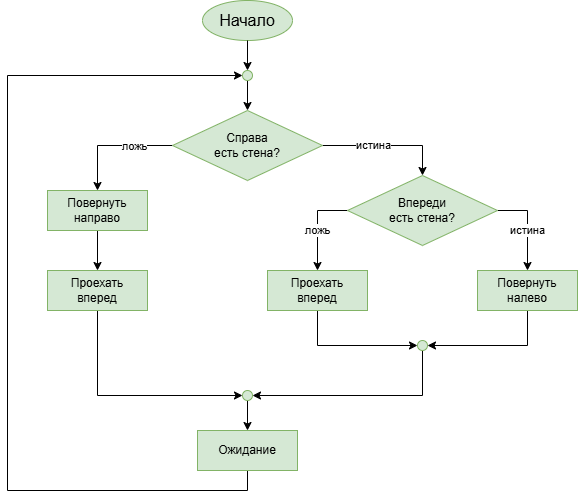 Начало
Справа
есть стена?
ложь
истина
Повернуть
направо
Впереди
есть стена?
ложь
истина
Проехать
вперед
Проехать
вперед
Повернуть
налево
Ожидание